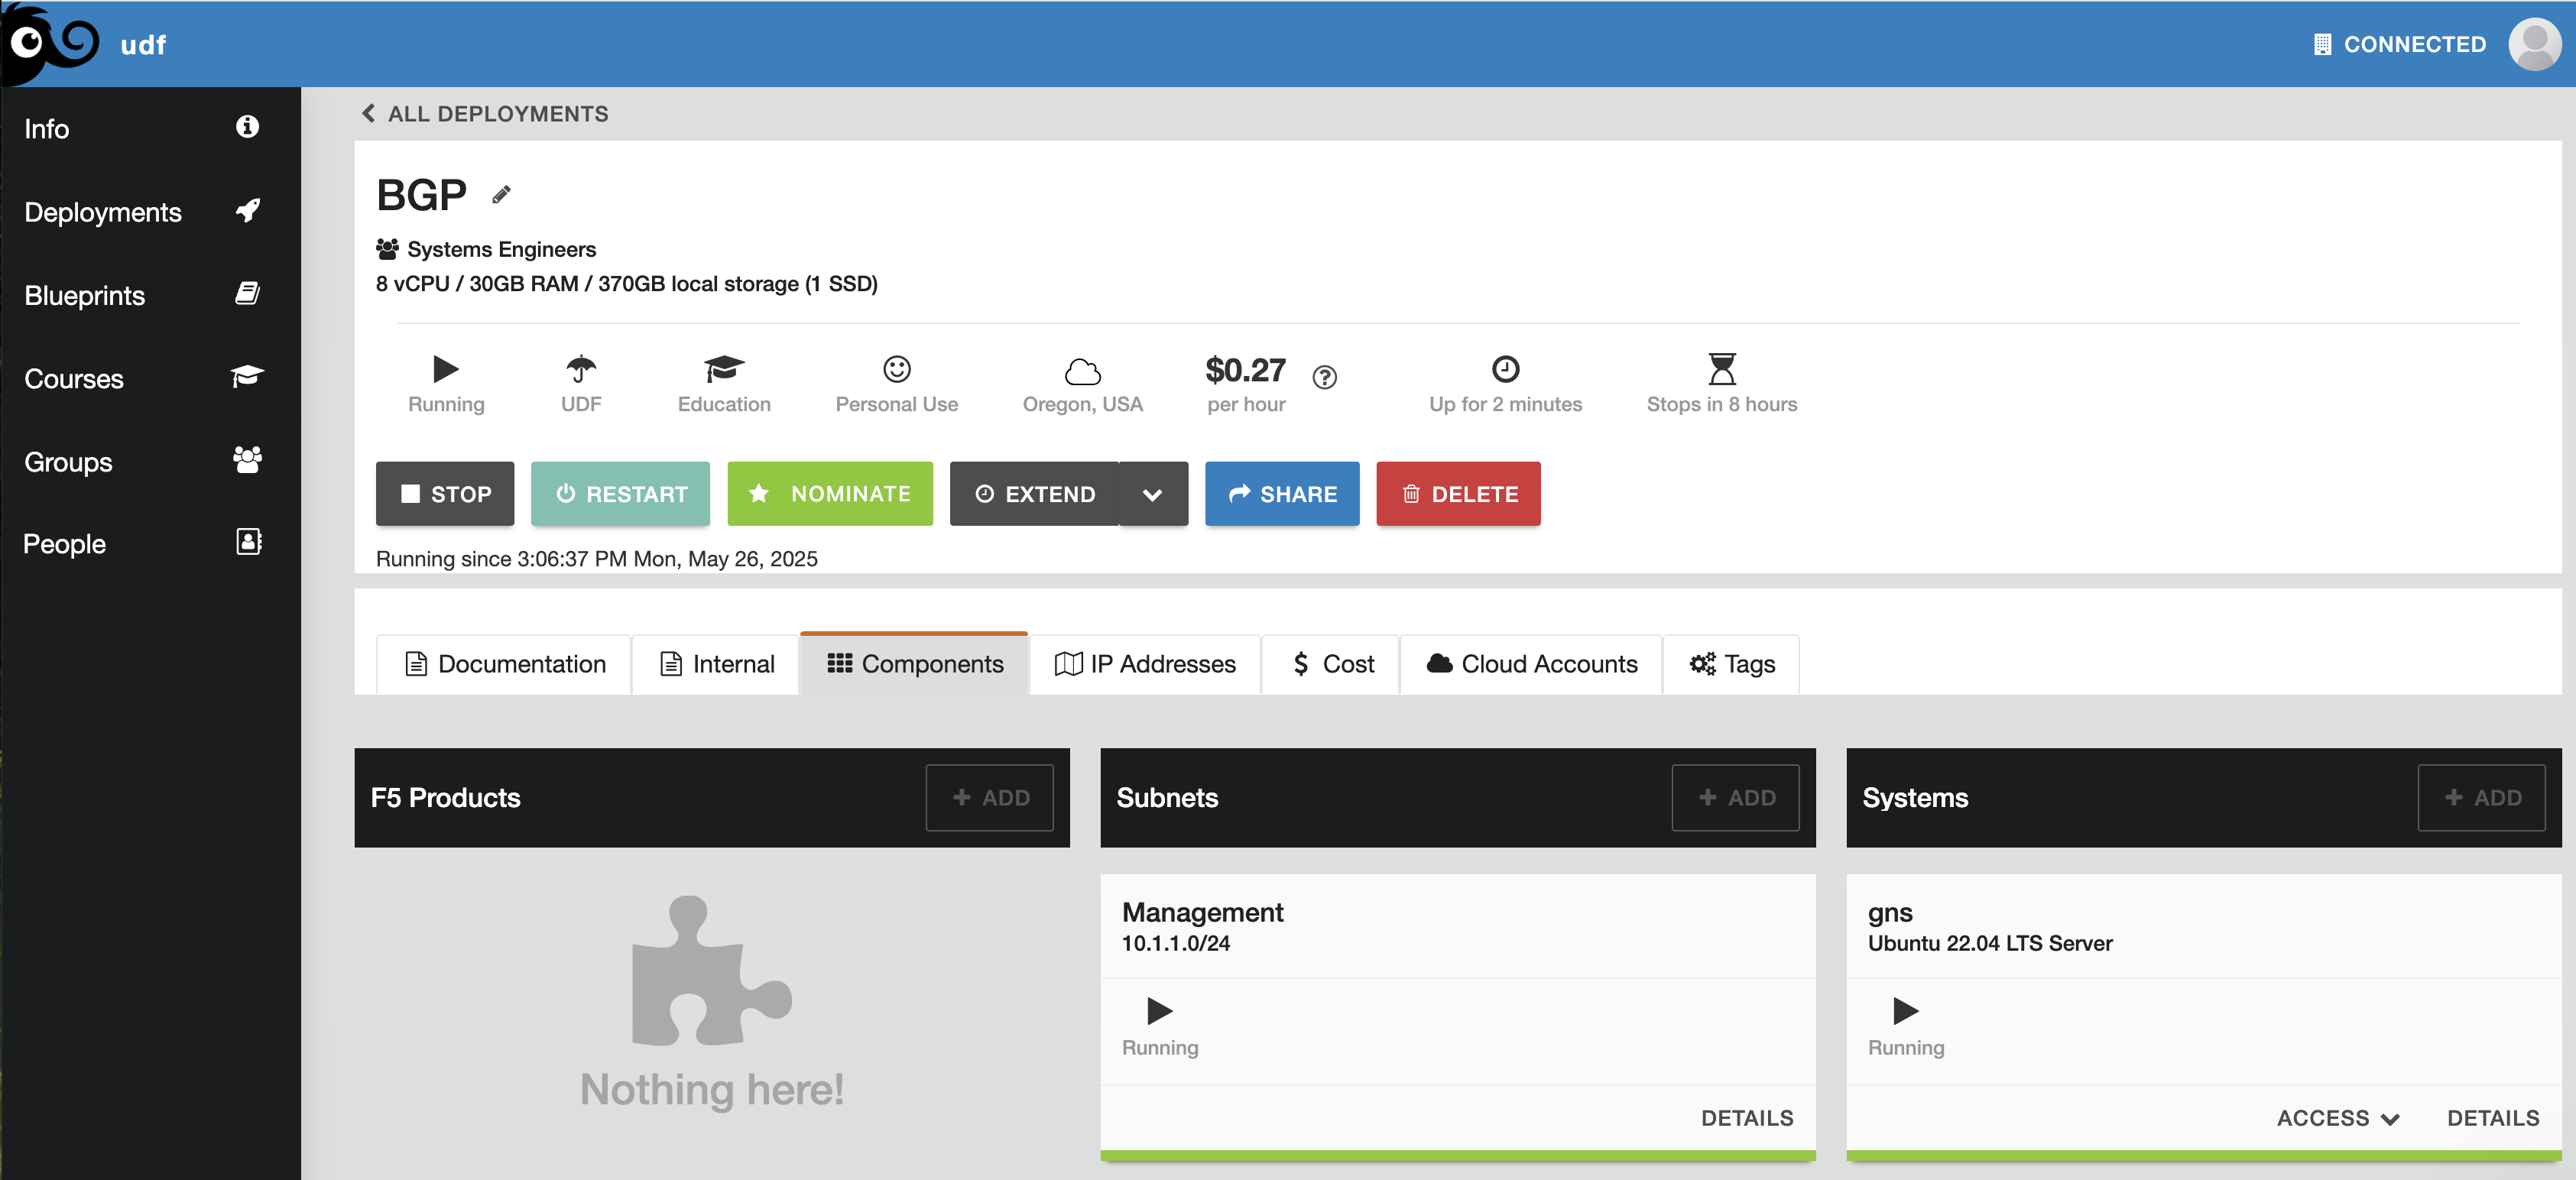 udf
CONNECTED
Info
Deployments
Blueprints
Courses
Groups
People
ALL DEPLOYMENTS
BGP
Systems Engineers
8 vCPU / 30GB RAM / 370GB local storage (1 SSD)
Running
UDF
Education
Personal Use
Oregon, USA
$0.27
per hour
Up for 2 minutes
Stops in 8 hours
STOP
RESTART
NOMINATE
EXTEND
SHARE
DELETE
Running since 3:06:37 PM Mon, May 26, 2025
Documentation
Internal
Components
IP Addresses
$ Cost
Cloud Accounts
Tags
F5 Products
+ ADD
Nothing here!
Subnets
+ ADD
Management
10.1.1.0/24
Running
DETAILS
Systems
+ ADD
gns
Ubuntu 22.04 LTS Server
Running
ACCESS
DETAILS